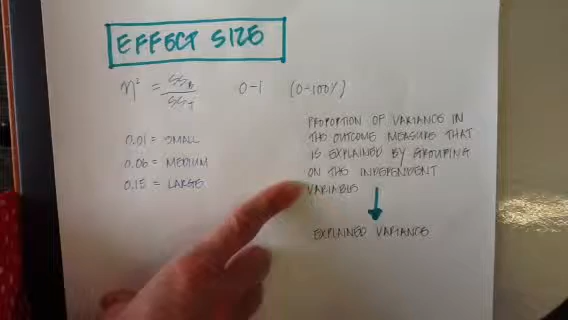 EFFECT SIZE
η² = SSB/SST 0-1 (0-100%)
0.01 = SMALL
0.06 = MEDIUM
0.15 = LARGE
PROPORTION OF VARIANCE IN
THE OUTCOME MEASURE THAT
IS EXPLAINED BY GROUPING
ON THE INDEPENDENT
VARIABLE
EXPLAINED VARIANCE